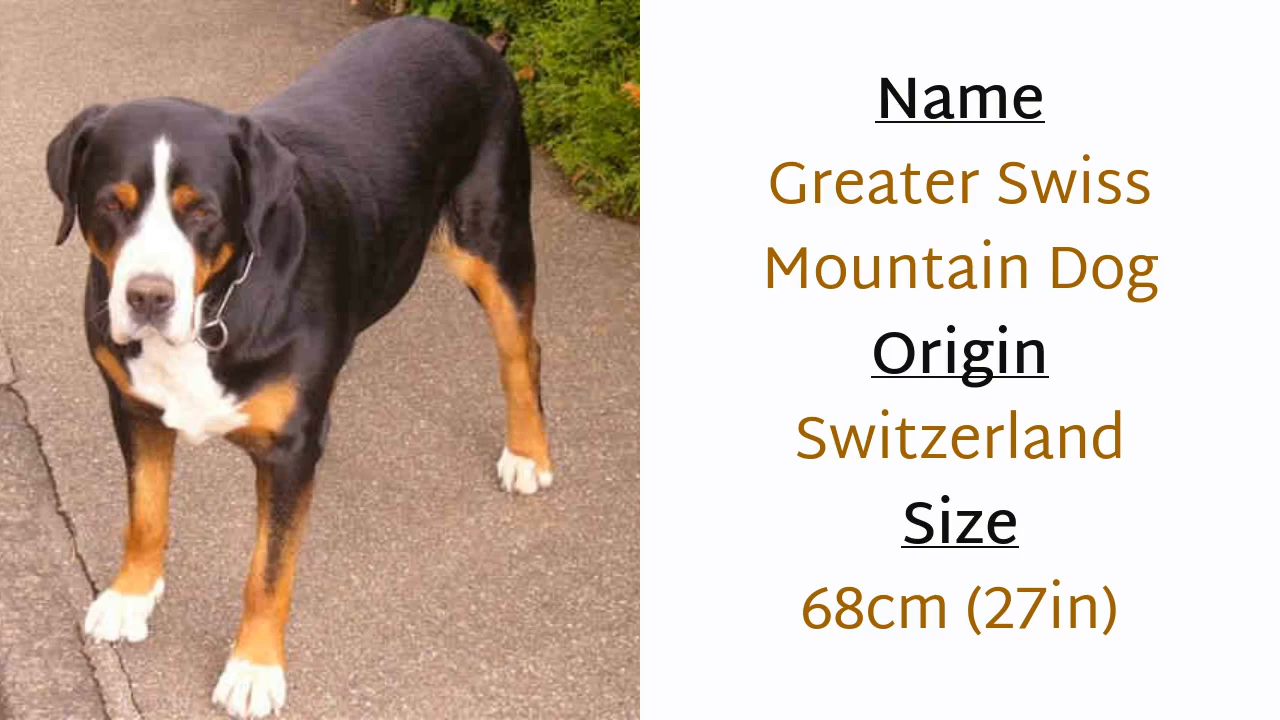 Name
Greater Swiss
Mountain Dog
Origin
Switzerland
Size
68cm (27in)